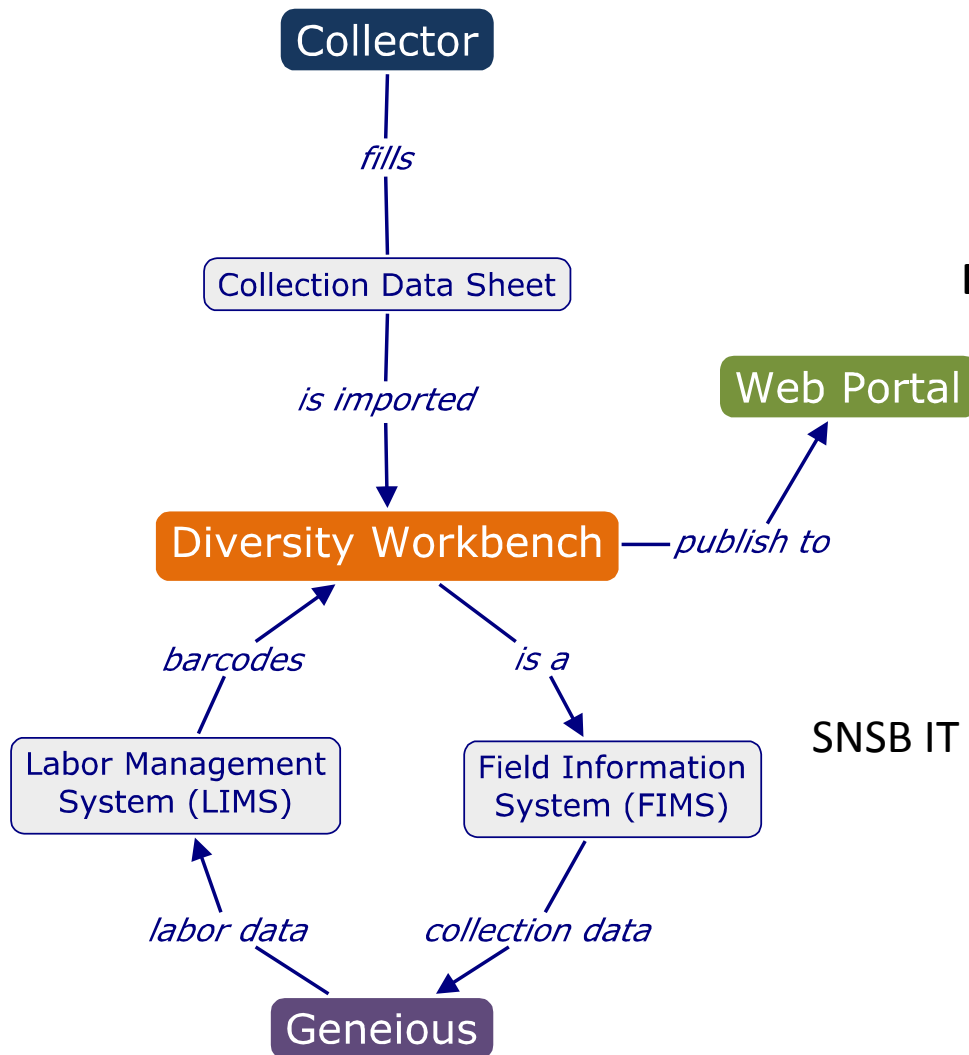 Collector
fills
Collection Data Sheet
is imported
Web Portal
Diversity Workbench
publish to
barcodes
is a
Labor Management
System (LIMS)
Field Information
System (FIMS)
SNSB IT
labor data
collection data
Geneious